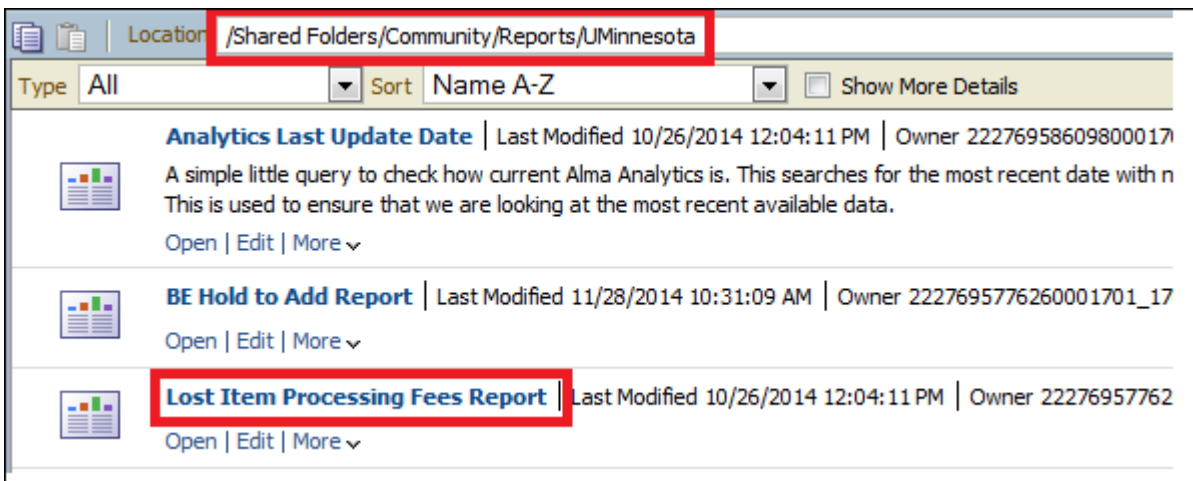 Location /Shared Folders/Community/Reports/UMinnesota
Type All Sort Name A-Z Show More Details
Analytics Last Update Date | Last Modified 10/26/2014 12:04:11 PM | Owner 222769586098000017
A simple little query to check how current Alma Analytics is. This searches for the most recent date with n
This is used to ensure that we are looking at the most recent available data.
Open | Edit | More
BE Hold to Add Report | Last Modified 11/28/2014 10:31:09 AM | Owner 2227695776260001701_17
Open | Edit | More
Lost Item Processing Fees Report | Last Modified 10/26/2014 12:04:11 PM | Owner 22276957762
Open | Edit | More